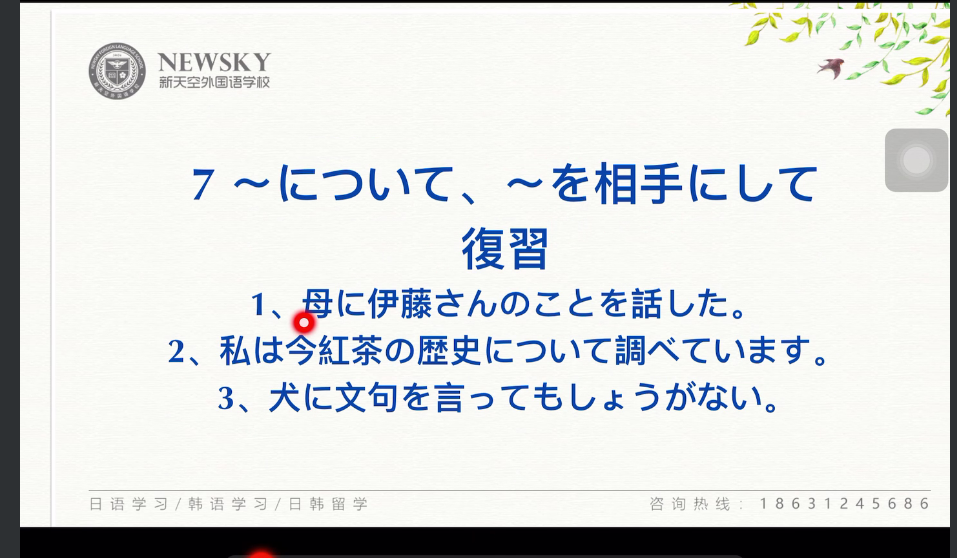 NEWSKY
新天空外国语学校
7 ～について、～を相手にして
復習
1、母に伊藤さんのことを話した。
2、私は今紅茶の歴史について調べています。
3、犬に文句を言ってもしょうがない。
日语学习/韩语学习/日韩留学
咨询热线：18631245686